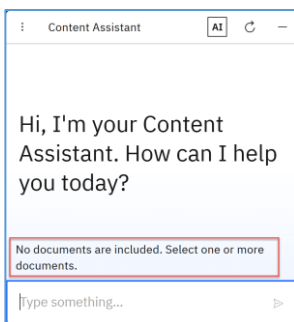 Content Assistant
AI
Hi, I'm your Content
Assistant. How can I help
you today?
No documents are included. Select one or more
documents.
Type something...